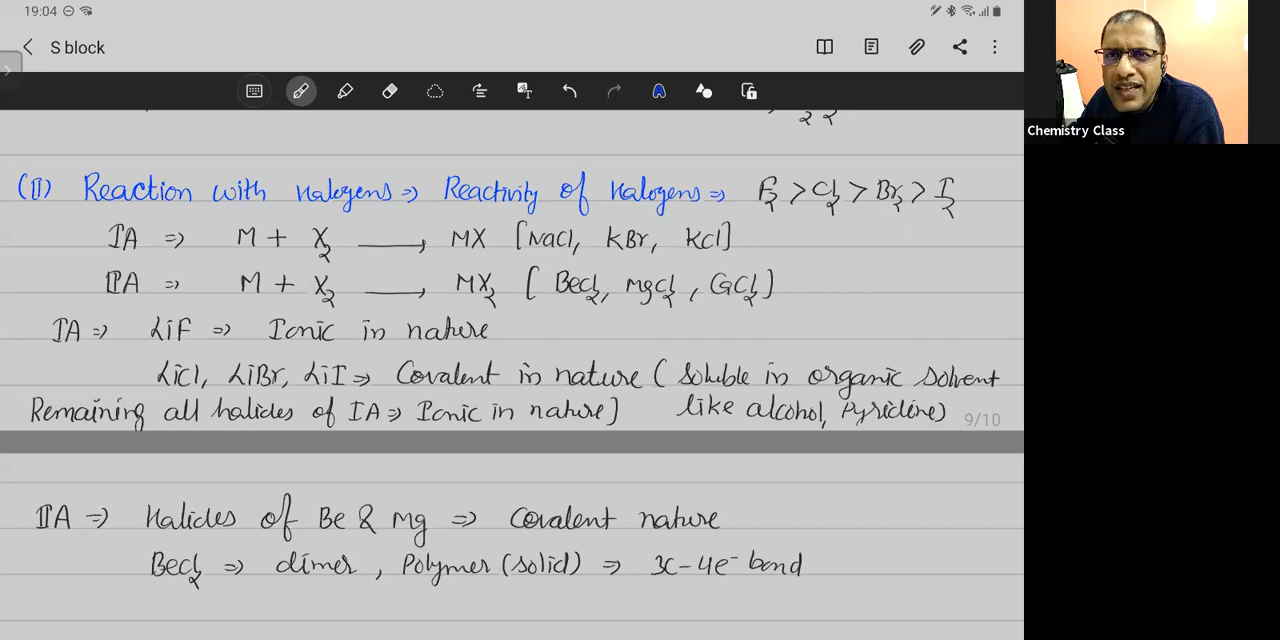 19:04
S block
Chemistry Class
(II) Reaction with halogens ⇒ Reactivity of halogens ⇒ F₂ > Cl₂ > Br₂ > I₂
IA ⇒ M + X₂ ⟶ MX [NaCl, KBr, KCl]
IIA ⇒ M + X₂ ⟶ MX₂ [BeCl₂, MgCl₂, CaCl₂]
IA ⇒ LiF ⇒ Ionic in nature
LiCl, LiBr, LiI ⇒ Covalent in nature (Soluble in organic solvent
Remaining all halides of IA ⇒ Ionic in nature] like alcohol, Pyridine)
9/10
IIA ⇒ Halides of Be & Mg ⇒ Covalent nature
BeCl₂ ⇒ dimer, Polymer (solid) ⇒ 3c-4e⁻ bond